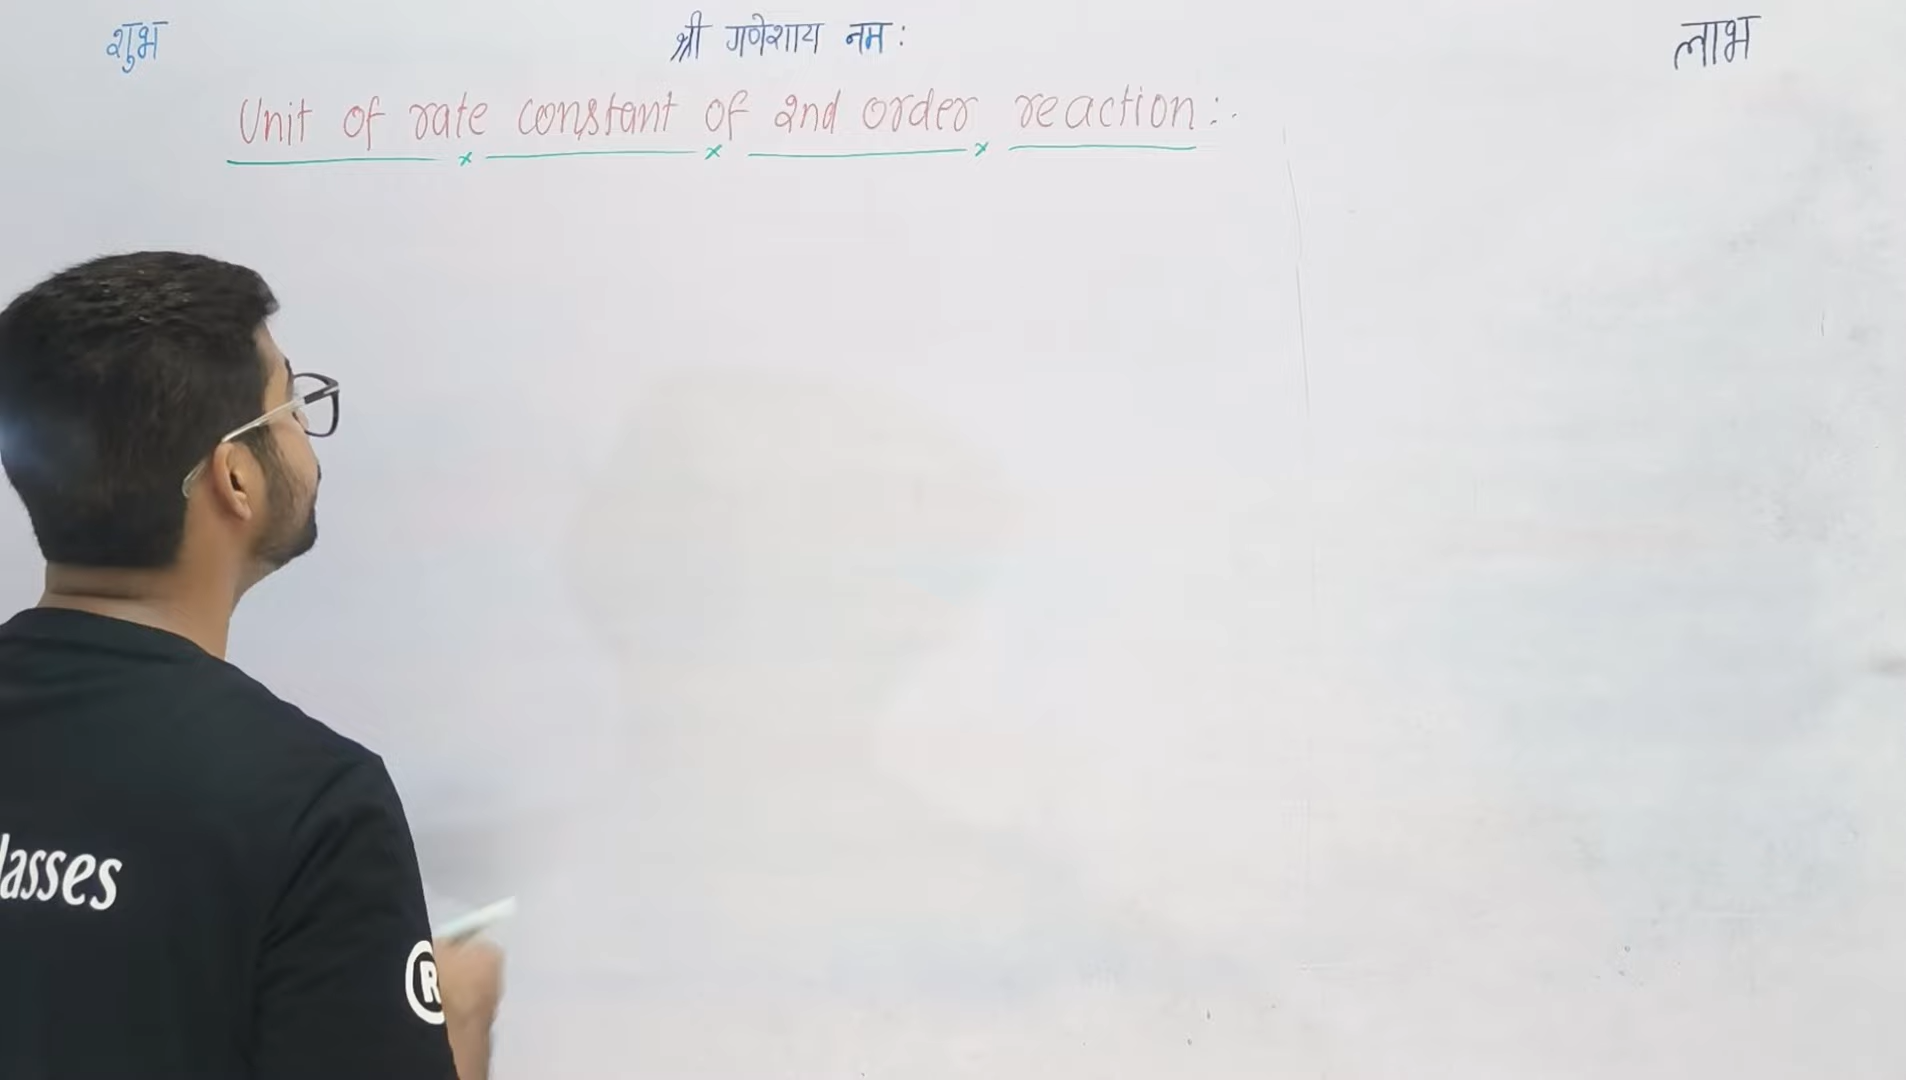 शुभ श्री गणेशाय नमः लाभ
Unit of rate constant of 2nd order reaction:-
lasses
R